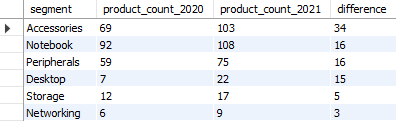 segment product_count_2020 product_count_2021 difference
Accessories 69 103 34
Notebook 92 108 16
Peripherals 59 75 16
Desktop 7 22 15
Storage 12 17 5
Networking 6 9 3